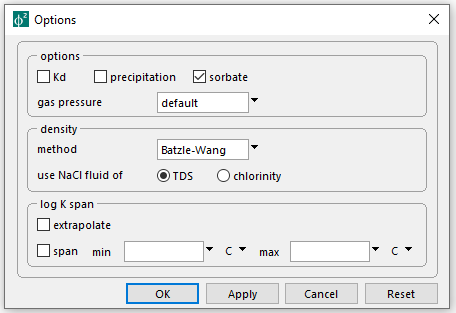 ϕ² Options
options
Kd precipitation sorbate
gas pressure default
density
method Batzle-Wang
use NaCl fluid of TDS chlorinity
log K span
extrapolate
span min C max C
OK Apply Cancel Reset